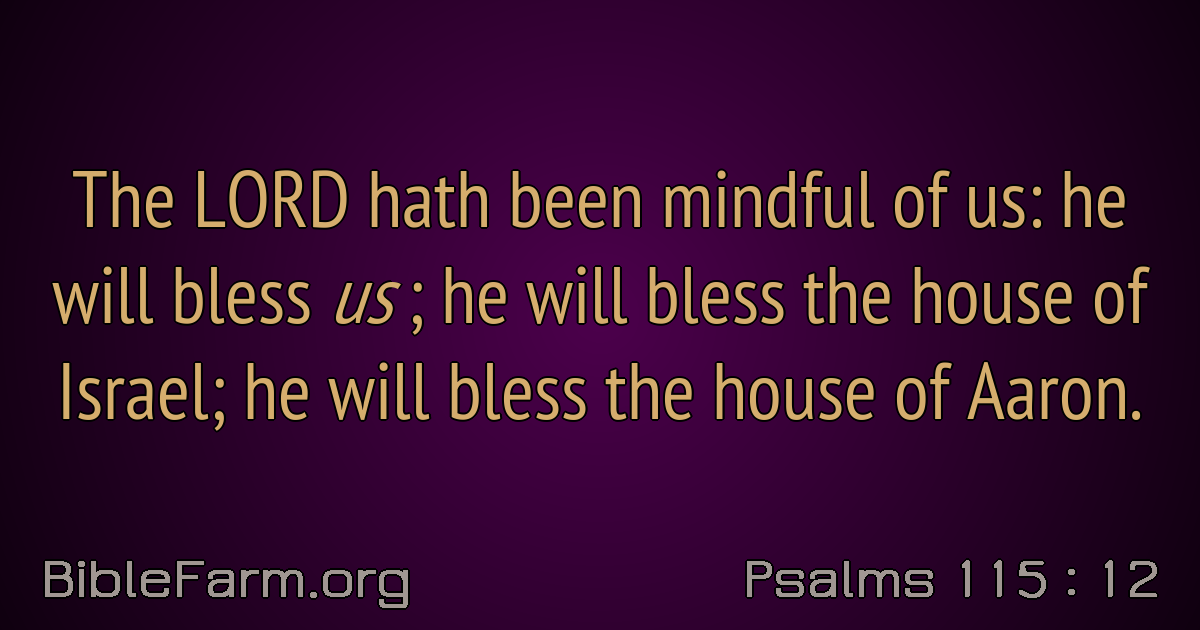 The LORD hath been mindful of us: he
will bless us; he will bless the house of
Israel; he will bless the house of Aaron.
BibleFarm.org
Psalms 115 : 12